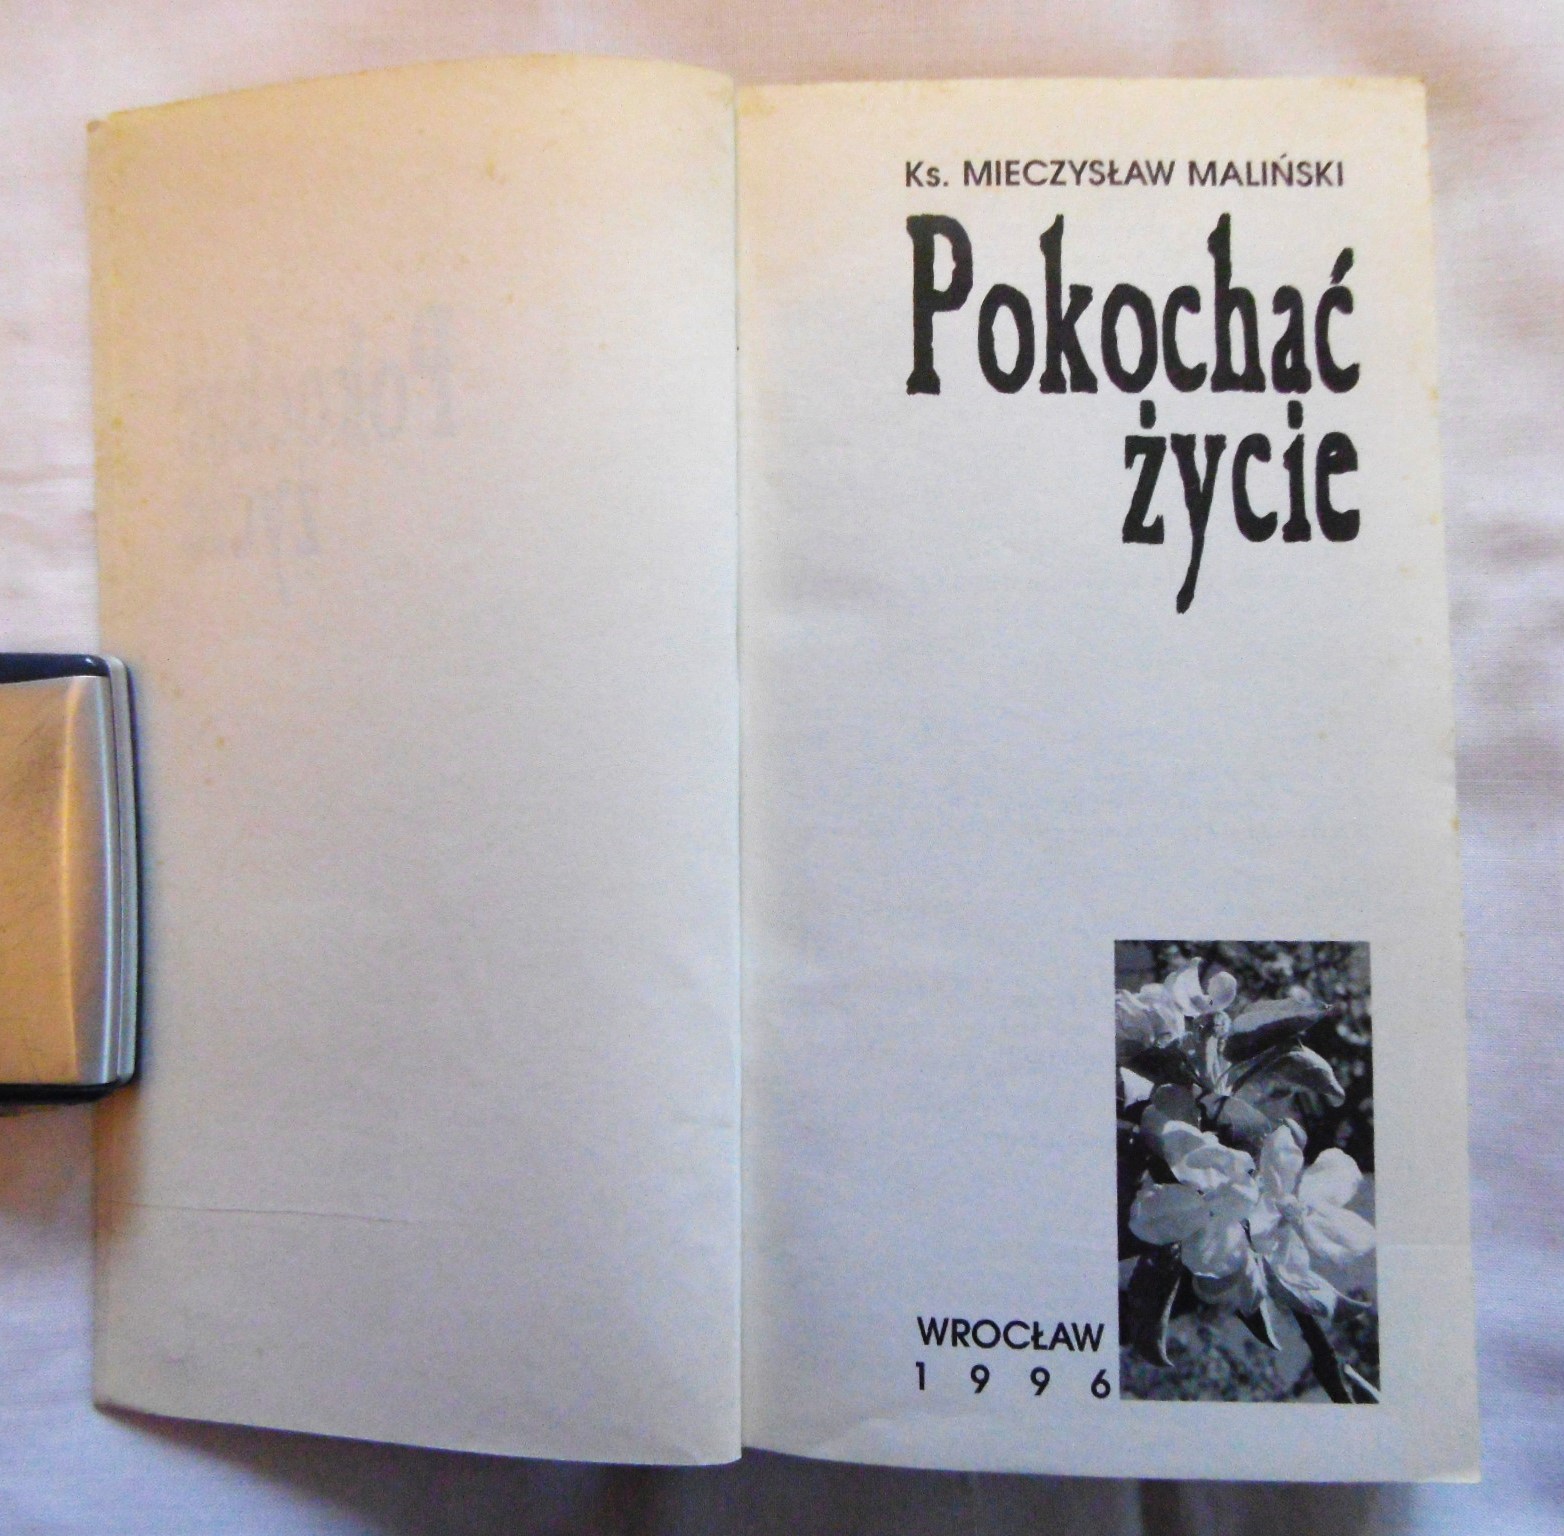 Ks. MIECZYSŁAW MALIŃSKI
Pokochać
życie
WROCŁAW
1996